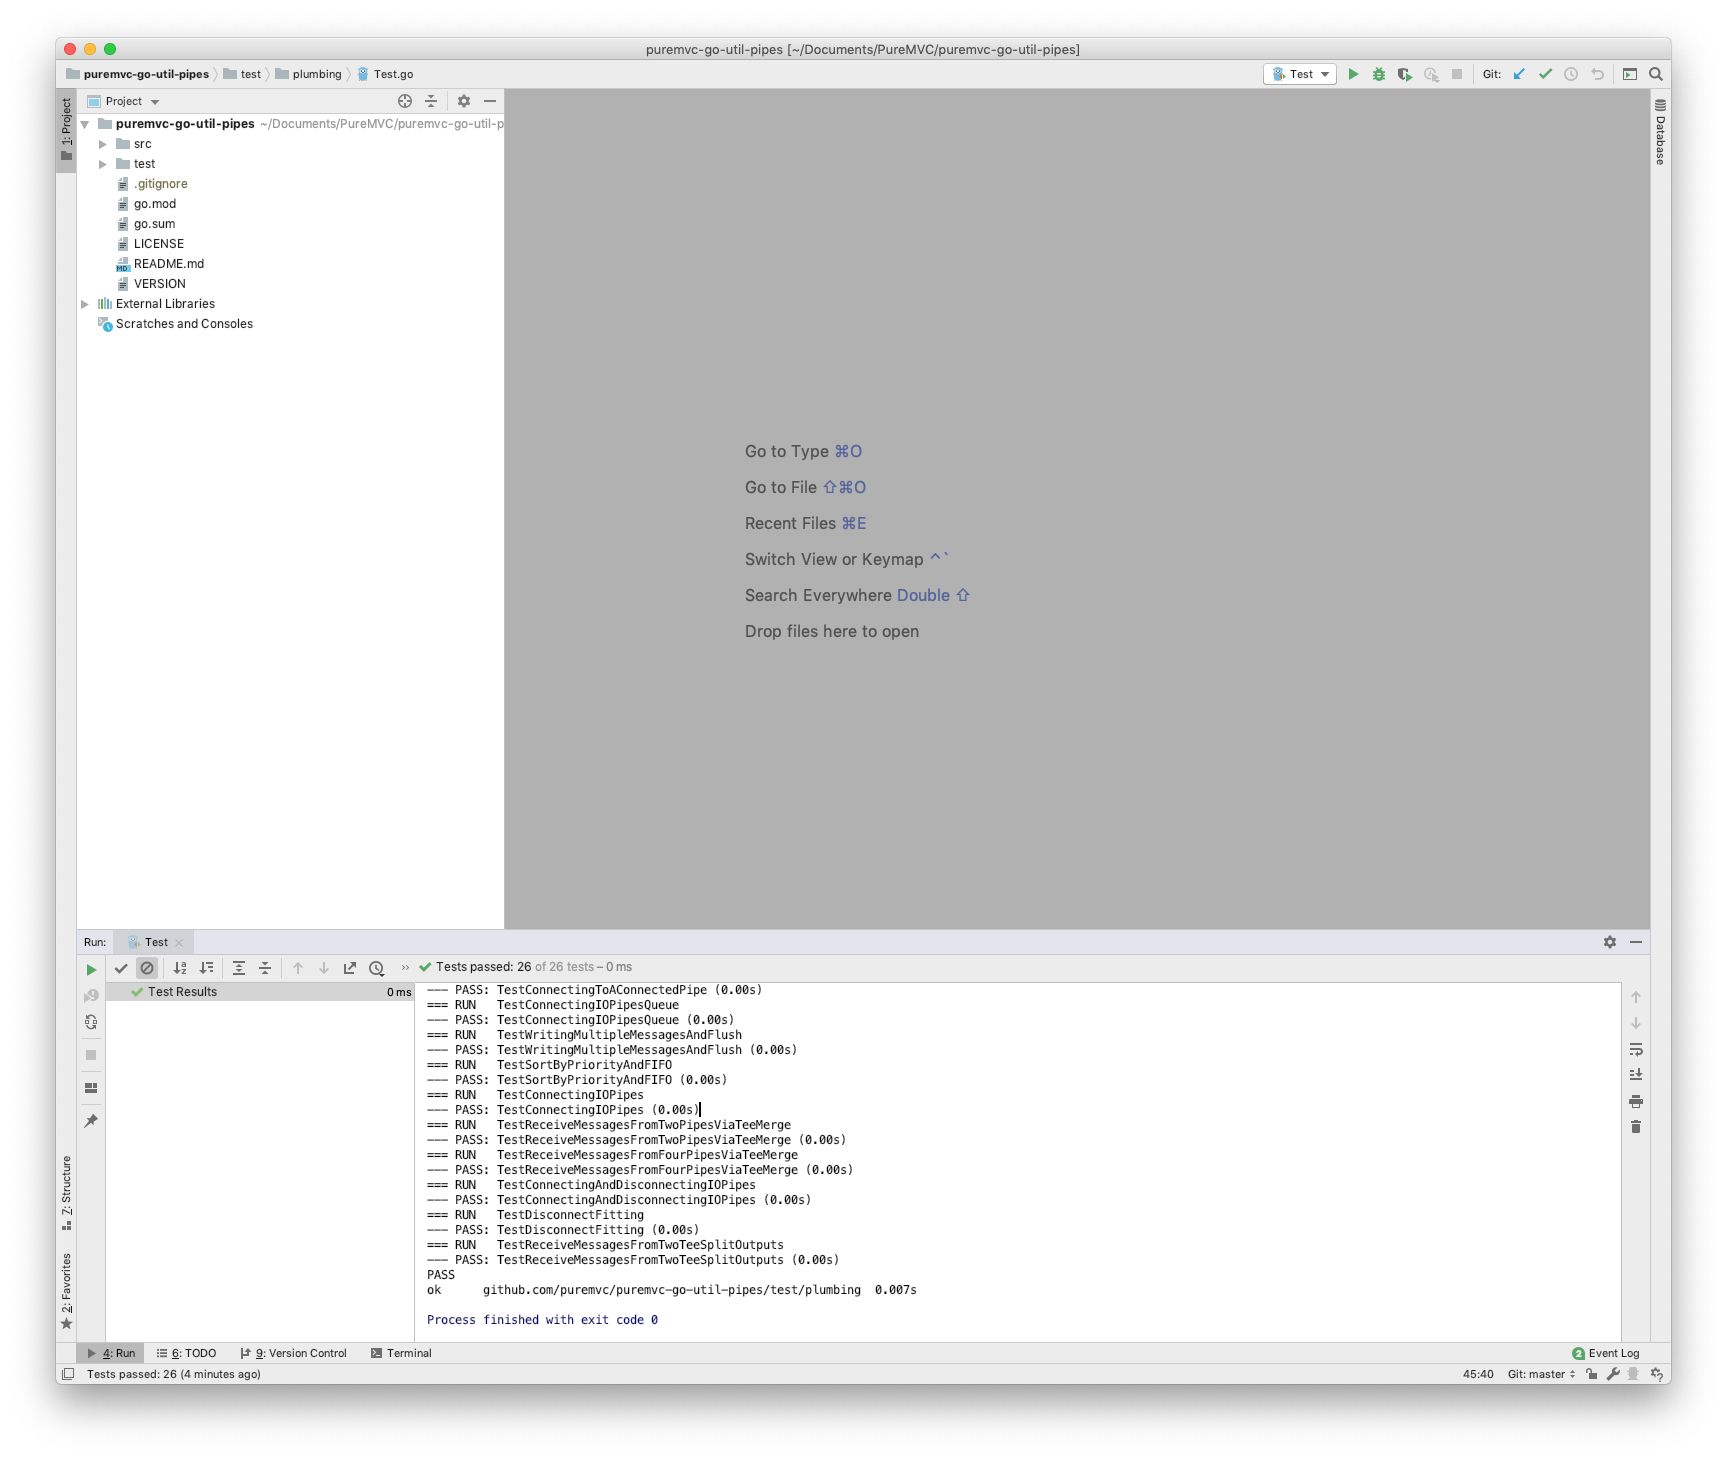 puremvc-go-util-pipes [~/Documents/PureMVC/puremvc-go-util-pipes]
puremvc-go-util-pipes test plumbing Test.go
Test
Git:
1: Project
Project
Database
puremvc-go-util-pipes ~/Documents/PureMVC/puremvc-go-util-p
src
test
.gitignore
go.mod
go.sum
LICENSE
README.md
VERSION
External Libraries
Scratches and Consoles
Go to Type ⌘O
Go to File ⇧⌘O
Recent Files ⌘E
Switch View or Keymap ^`
Search Everywhere Double ⇧
Drop files here to open
Run: Test
Tests passed: 26 of 26 tests – 0 ms
Test Results 0 ms
--- PASS: TestConnectingToAConnectedPipe (0.00s)
=== RUN   TestConnectingIOPipesQueue
--- PASS: TestConnectingIOPipesQueue (0.00s)
=== RUN   TestWritingMultipleMessagesAndFlush
--- PASS: TestWritingMultipleMessagesAndFlush (0.00s)
=== RUN   TestSortByPriorityAndFIFO
--- PASS: TestSortByPriorityAndFIFO (0.00s)
=== RUN   TestConnectingIOPipes
--- PASS: TestConnectingIOPipes (0.00s)
=== RUN   TestReceiveMessagesFromTwoPipesViaTeeMerge
--- PASS: TestReceiveMessagesFromTwoPipesViaTeeMerge (0.00s)
=== RUN   TestReceiveMessagesFromFourPipesViaTeeMerge
--- PASS: TestReceiveMessagesFromFourPipesViaTeeMerge (0.00s)
=== RUN   TestConnectingAndDisconnectingIOPipes
--- PASS: TestConnectingAndDisconnectingIOPipes (0.00s)
=== RUN   TestDisconnectFitting
--- PASS: TestDisconnectFitting (0.00s)
=== RUN   TestReceiveMessagesFromTwoTeeSplitOutputs
--- PASS: TestReceiveMessagesFromTwoTeeSplitOutputs (0.00s)
PASS
ok      github.com/puremvc/puremvc-go-util-pipes/test/plumbing  0.007s
Process finished with exit code 0
7: Structure
2: Favorites
4: Run 6: TODO 9: Version Control Terminal
2 Event Log
Tests passed: 26 (4 minutes ago)
45:40 Git: master